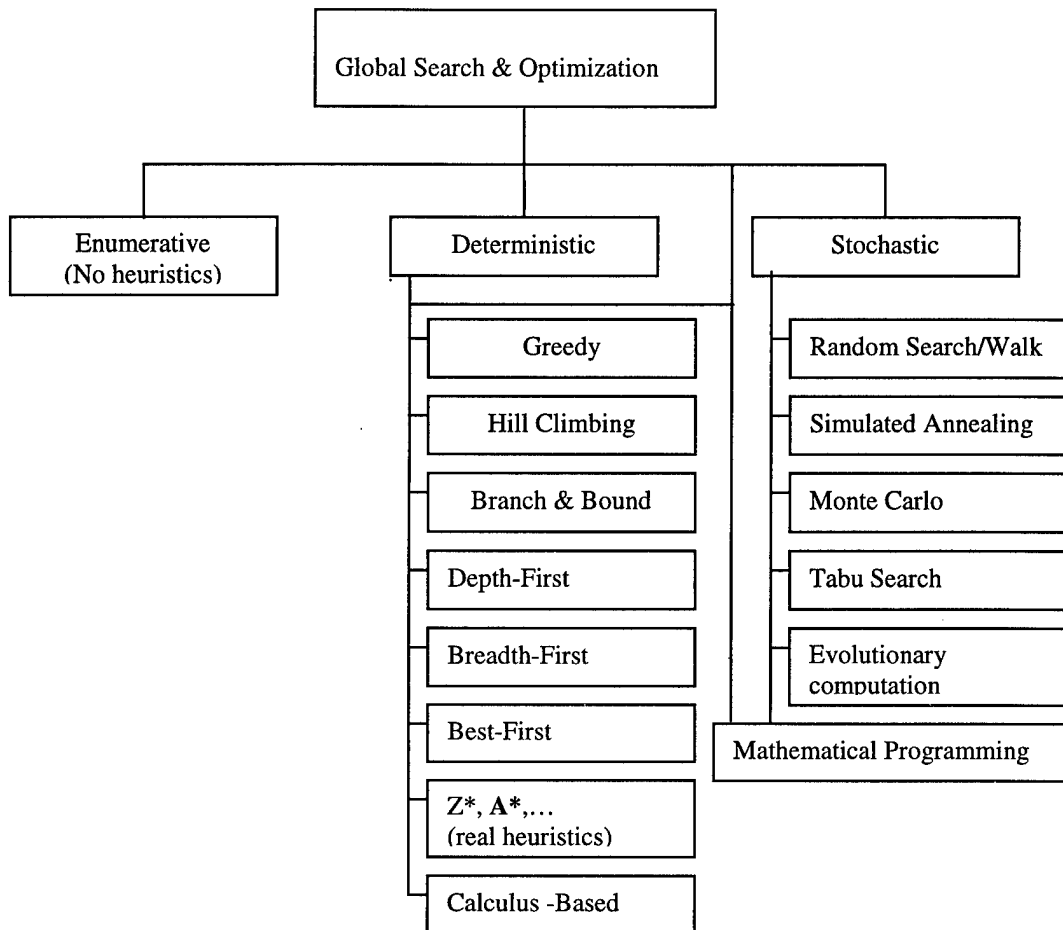 Global Search & Optimization
Enumerative
(No heuristics)
Deterministic
Stochastic
Greedy
Hill Climbing
Branch & Bound
Depth-First
Breadth-First
Best-First
Z*, A*,...
(real heuristics)
Calculus -Based
Random Search/Walk
Simulated Annealing
Monte Carlo
Tabu Search
Evolutionary
computation
Mathematical Programming